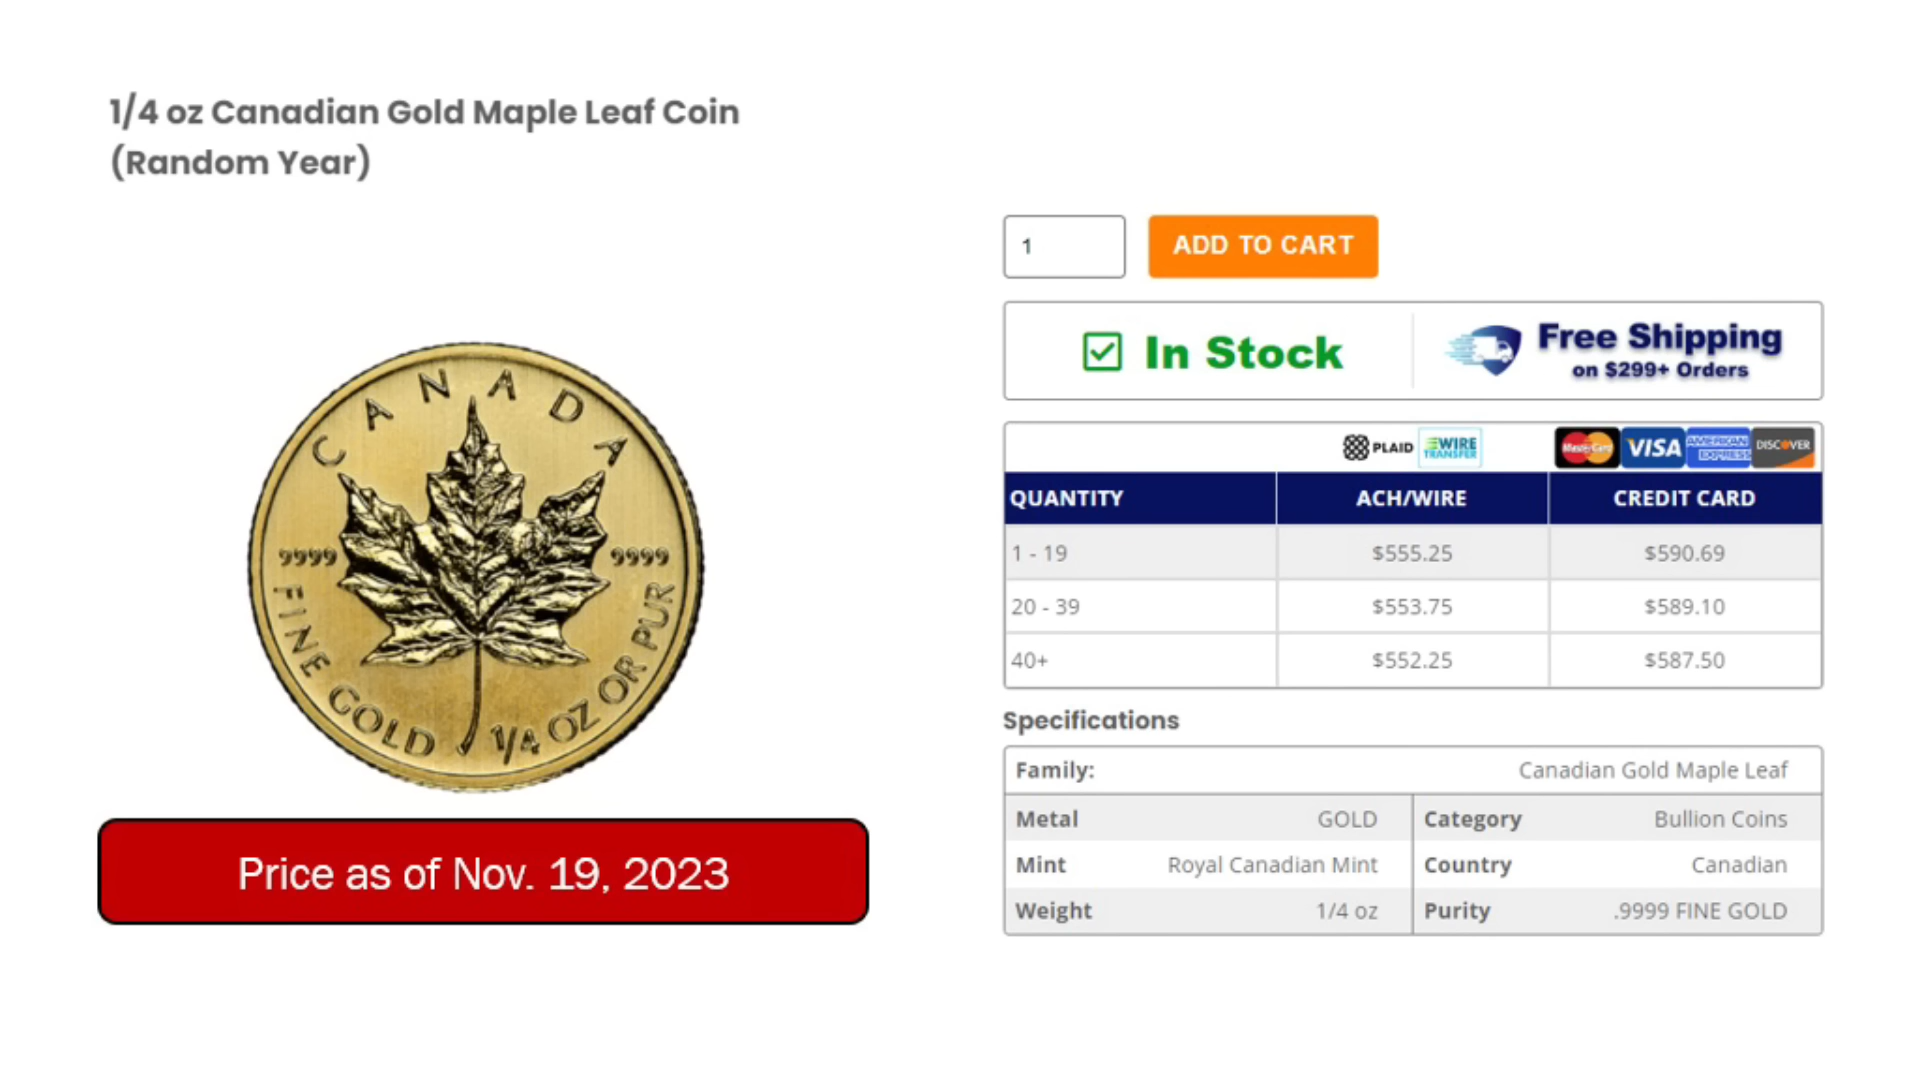 1/4 oz Canadian Gold Maple Leaf Coin
(Random Year)
1
ADD TO CART
In Stock
Free Shipping
on $299+ Orders
PLAID
WIRE
TRANSFER
MasterCard
VISA
AMERICAN
EXPRESS
DISCOVER
QUANTITY ACH/WIRE CREDIT CARD
1 - 19 $555.25 $590.69
20 - 39 $553.75 $589.10
40+ $552.25 $587.50
CANADA
9999 9999
FINE GOLD 1/4 OZ OR PUR
Price as of Nov. 19, 2023
Specifications
Family: Canadian Gold Maple Leaf
Metal GOLD Category Bullion Coins
Mint Royal Canadian Mint Country Canadian
Weight 1/4 oz Purity .9999 FINE GOLD